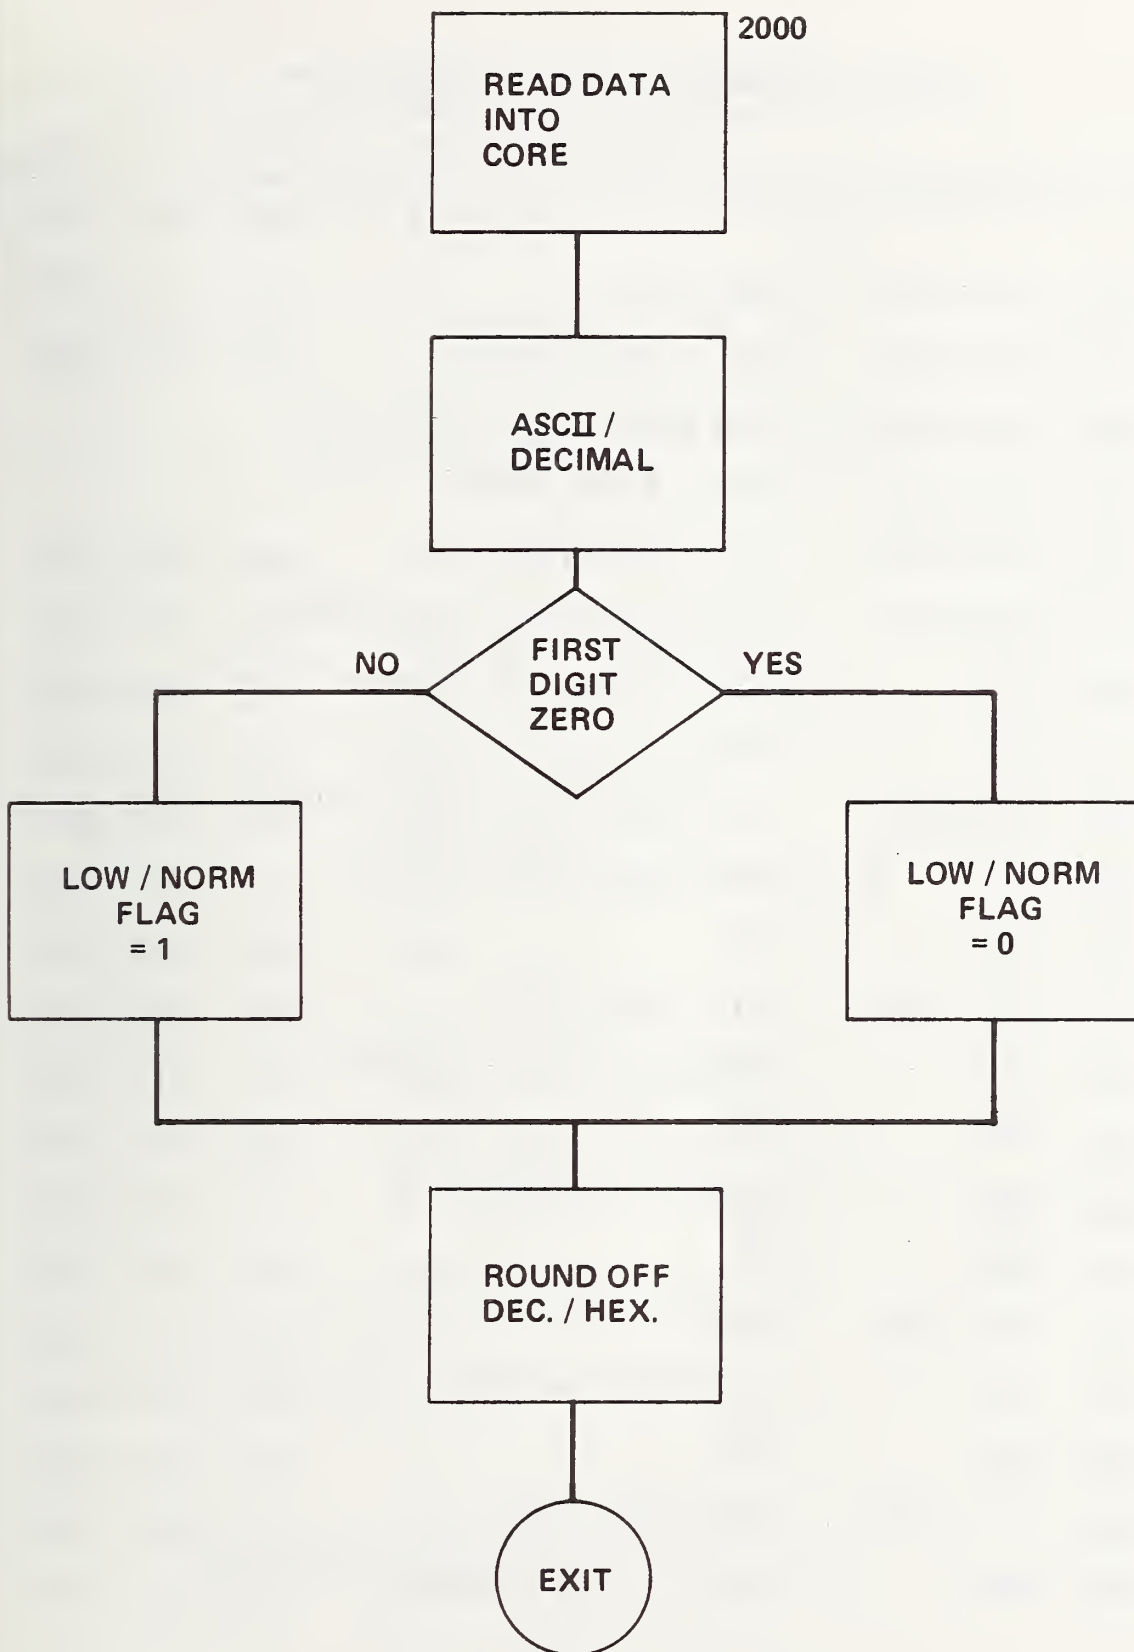 2000
READ DATA
INTO
CORE
ASCII /
DECIMAL
FIRST
DIGIT
ZERO
NO
YES
LOW / NORM
FLAG
= 1
LOW / NORM
FLAG
= 0
ROUND OFF
DEC. / HEX.
EXIT